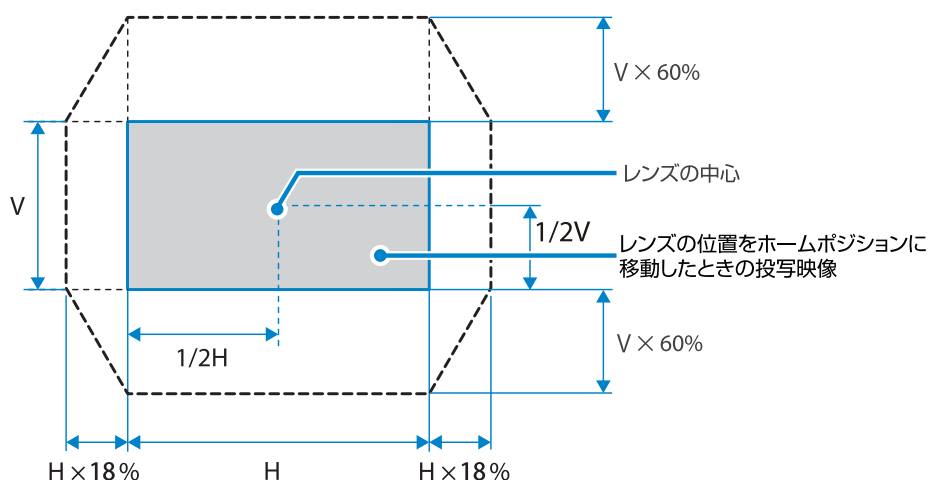 V × 60%
レンズの中心
V
1/2V
レンズの位置をホームポジションに
移動したときの投写映像
V × 60%
1/2H
H × 18%
H
H × 18%